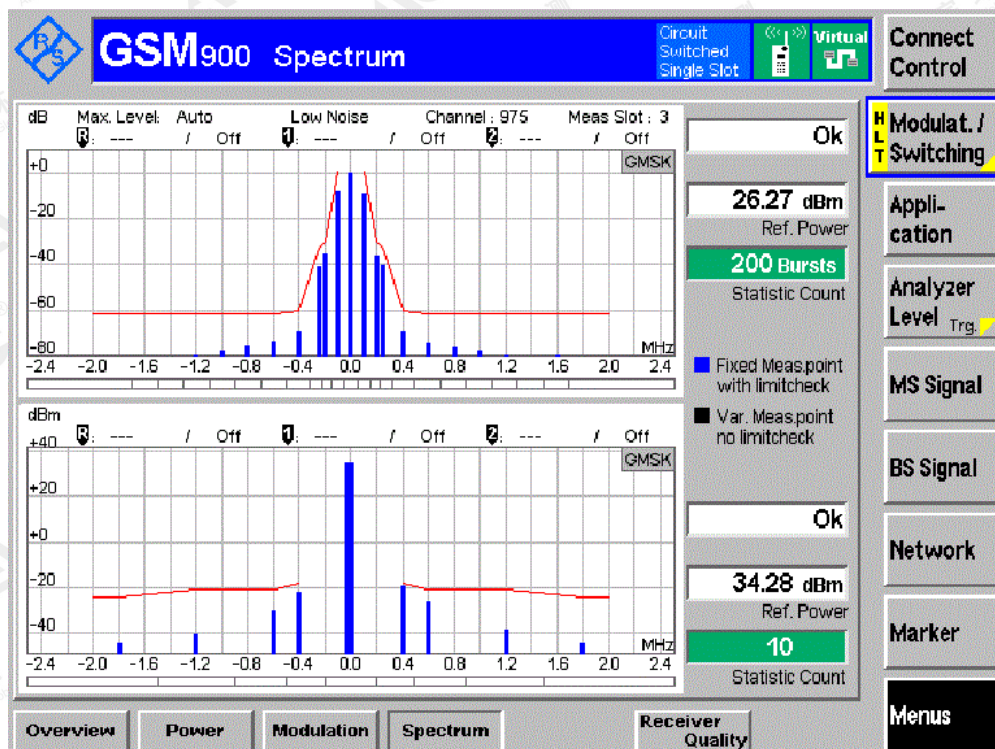 R/S
GSM900 Spectrum
Circuit
Switched
Single Slot
Virtual
Connect
Control
dB Max. Level: Auto Low Noise Channel : 975 Meas Slot : 3
R: --- / Off 1: --- / Off 2: --- / Off
GMSK
+0
-20
-40
-60
-80
MHz
-2.4 -2.0 -1.6 -1.2 -0.8 -0.4 0.0 0.4 0.8 1.2 1.6 2.0 2.4
Ok
26.27 dBm
Ref. Power
200 Bursts
Statistic Count
Fixed Meas.point
with limitcheck
Var. Meas.point
no limitcheck
dBm
R: --- / Off 1: --- / Off 2: --- / Off
GMSK
+40
+20
+0
-20
-40
MHz
-2.4 -2.0 -1.6 -1.2 -0.8 -0.4 0.0 0.4 0.8 1.2 1.6 2.0 2.4
Ok
34.28 dBm
Ref. Power
10
Statistic Count
HLT
Modulat. /
Switching
Appli-
cation
Analyzer
Level Trg.
MS Signal
BS Signal
Network
Marker
Menus
Overview
Power
Modulation
Spectrum
Receiver
Quality